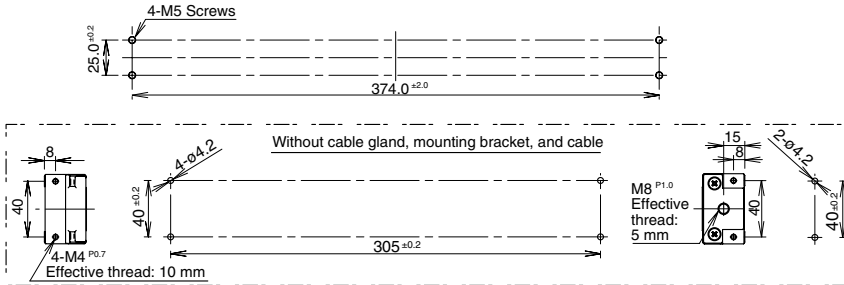 4-M5 Screws
25.0±0.2
374.0 ±2.0
Without cable gland, mounting bracket, and cable
8
40
4-M4 P0.7
Effective thread: 10 mm
4-ø4.2
40±0.2
305±0.2
15
8
M8 P1.0
Effective
thread:
5 mm
40
2-ø4.2
40±0.2